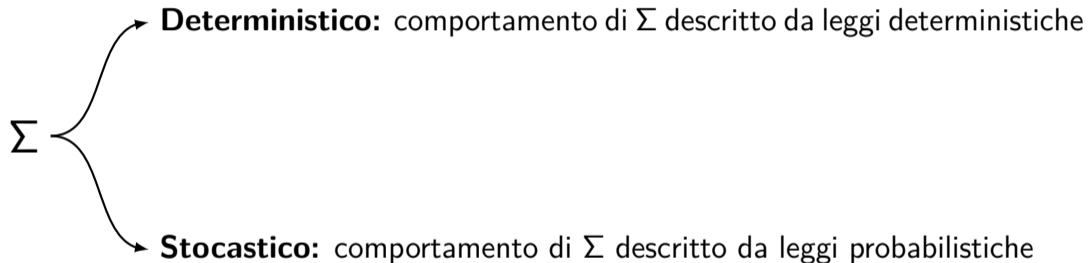 Deterministico: comportamento di Σ descritto da leggi deterministiche
Σ
Stocastico: comportamento di Σ descritto da leggi probabilistiche